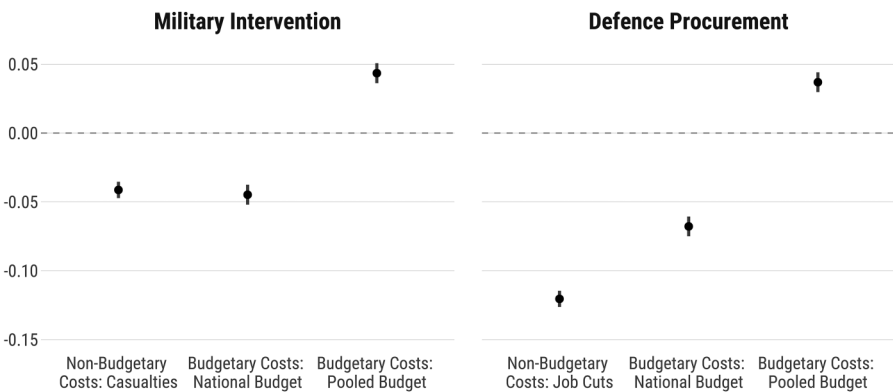 Military Intervention
Defence Procurement
0.05
0.00
-0.05
-0.10
-0.15
Non-Budgetary
Costs: Casualties
Budgetary Costs:
National Budget
Budgetary Costs:
Pooled Budget
Non-Budgetary
Costs: Job Cuts
Budgetary Costs:
National Budget
Budgetary Costs:
Pooled Budget